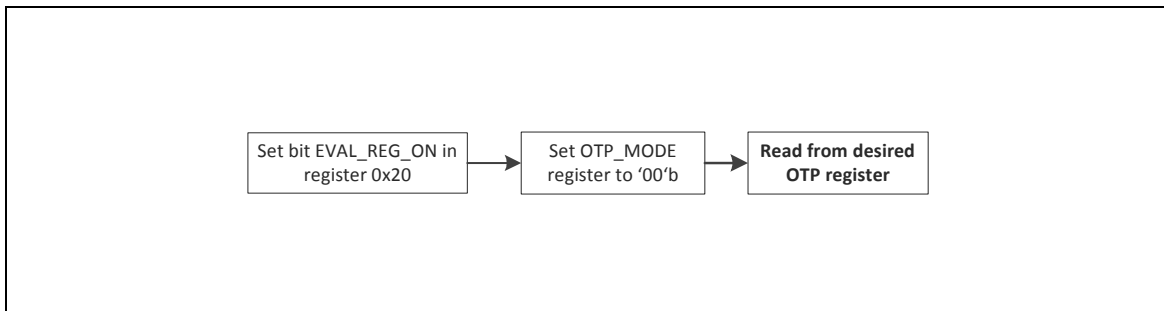 Set bit EVAL_REG_ON in
register 0x20
Set OTP_MODE
register to ‘00‘b
Read from desired
OTP register